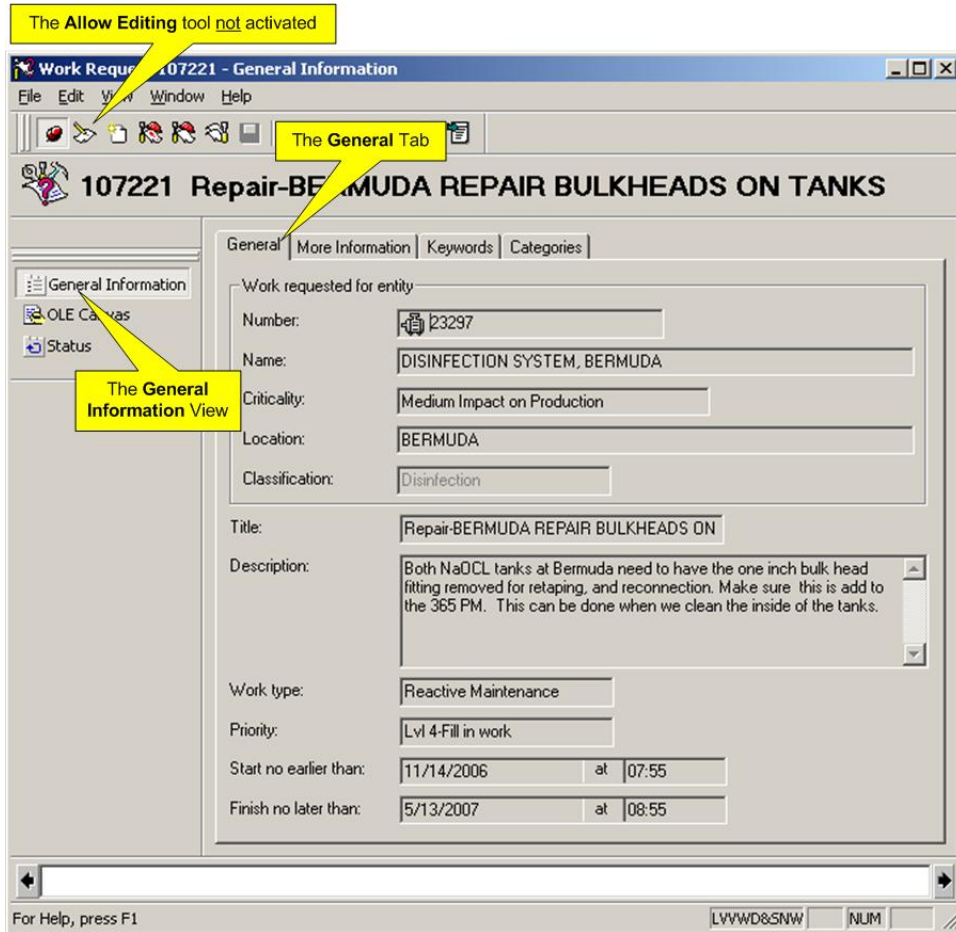 The Allow Editing tool not activated
Work Reque 107221 - General Information
File Edit View Window Help
The General Tab
107221 Repair-BERMUDA REPAIR BULKHEADS ON TANKS
General More Information Keywords Categories
General Information
OLE Canvas
Status
The General
Information View
Work requested for entity
Number: 23297
Name: DISINFECTION SYSTEM, BERMUDA
Criticality: Medium Impact on Production
Location: BERMUDA
Classification: Disinfection
Title: Repair-BERMUDA REPAIR BULKHEADS ON
Description: Both NaOCL tanks at Bermuda need to have the one inch bulk head
fitting removed for retaping, and reconnection. Make sure this is add to
the 365 PM. This can be done when we clean the inside of the tanks.
Work type: Reactive Maintenance
Priority: Lvl 4-Fill in work
Start no earlier than: 11/14/2006 at 07:55
Finish no later than: 5/13/2007 at 08:55
For Help, press F1 LVVWD&SNW NUM